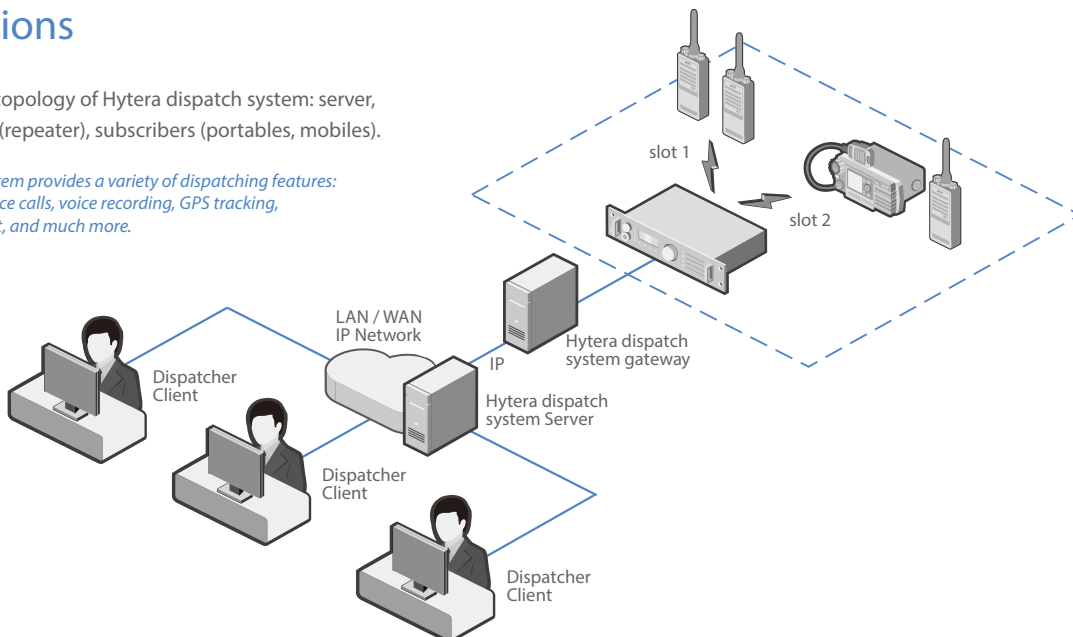 ions
topology of Hytera dispatch system: server,
(repeater), subscribers (portables, mobiles).
tem provides a variety of dispatching features:
ce calls, voice recording, GPS tracking,
t, and much more.
slot 1
slot 2
LAN / WAN
IP Network
Hytera dispatch
system gateway
IP
Dispatcher
Client
Hytera dispatch
system Server
Dispatcher
Client
Dispatcher
Client